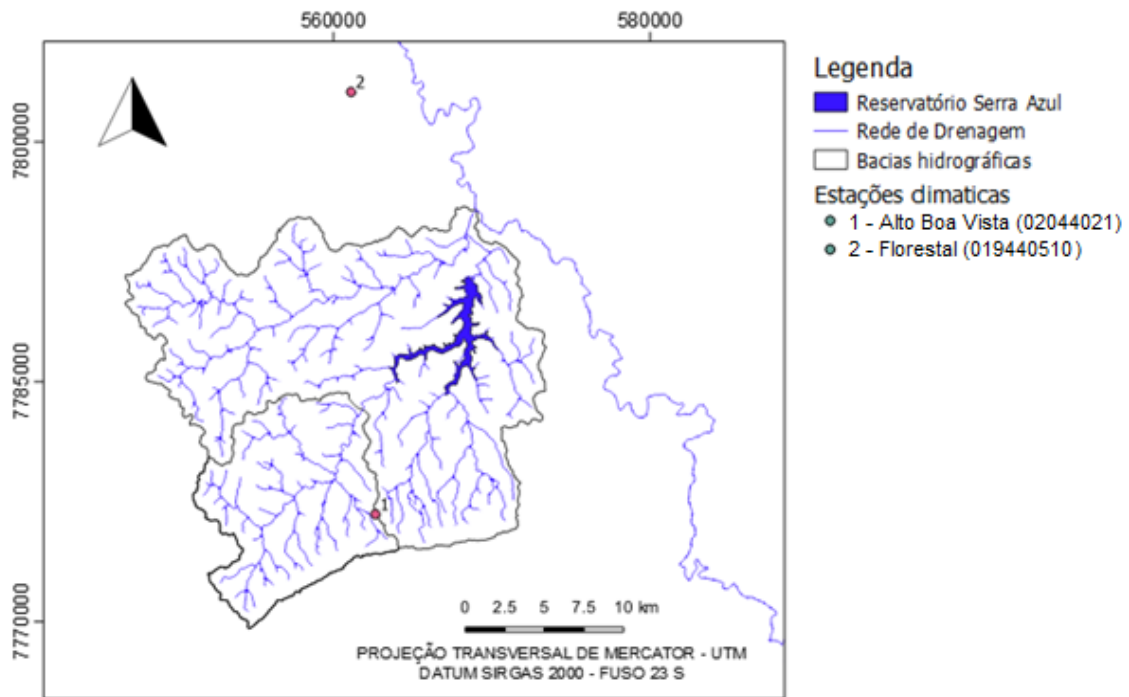 560000
580000
7800000
7785000
7770000
2
1
0 2.5 5 7.5 10 km
PROJEÇÃO TRANSVERSAL DE MERCATOR - UTM
DATUM SIRGAS 2000 - FUSO 23 S
Legenda
Reservatório Serra Azul
Rede de Drenagem
Bacias hidrográficas
Estações climaticas
1 - Alto Boa Vista (02044021)
2 - Florestal (019440510)